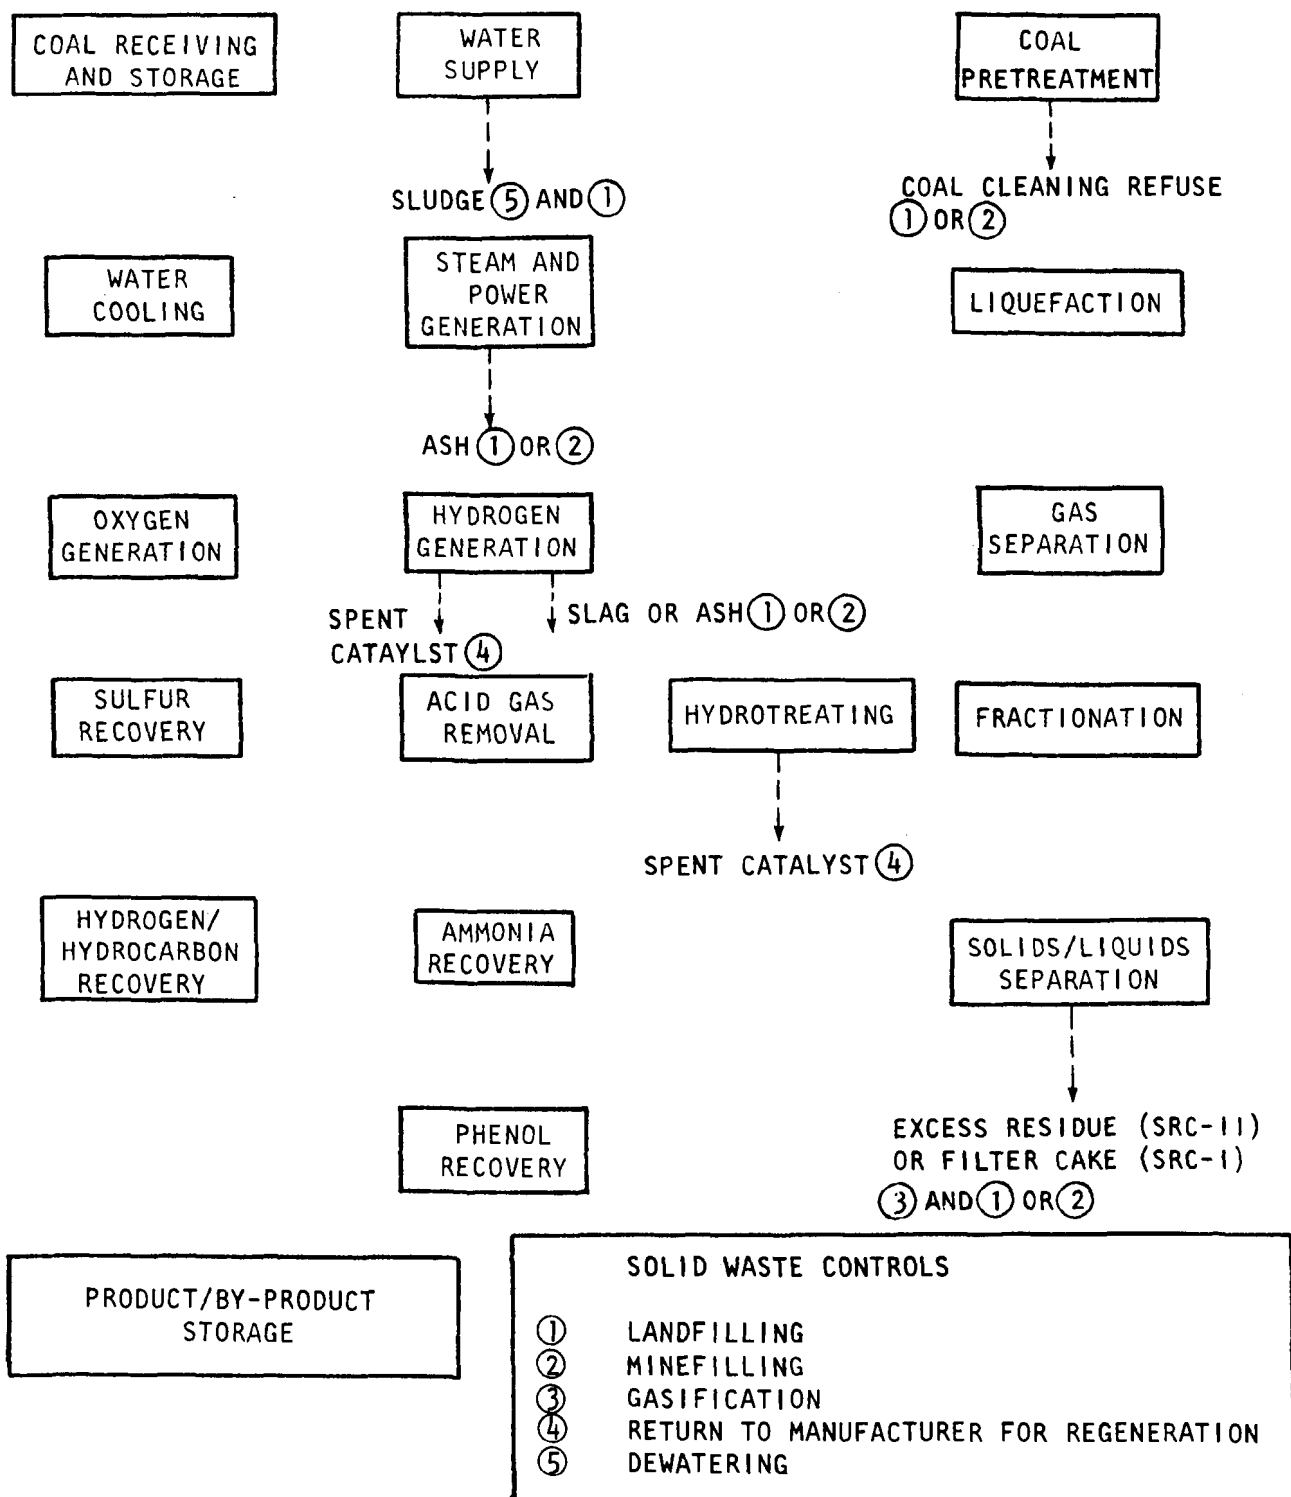 COAL RECEIVING
AND STORAGE
WATER
SUPPLY
COAL
PRETREATMENT
SLUDGE ⑤ AND ①
COAL CLEANING REFUSE
① OR ②
WATER
COOLING
STEAM AND
POWER
GENERATION
LIQUEFACTION
ASH ① OR ②
OXYGEN
GENERATION
HYDROGEN
GENERATION
GAS
SEPARATION
SPENT
CATAYLST ④
SLAG OR ASH ① OR ②
SULFUR
RECOVERY
ACID GAS
REMOVAL
HYDROTREATING
FRACTIONATION
SPENT CATALYST ④
HYDROGEN/
HYDROCARBON
RECOVERY
AMMONIA
RECOVERY
SOLIDS/LIQUIDS
SEPARATION
PHENOL
RECOVERY
EXCESS RESIDUE (SRC-II)
OR FILTER CAKE (SRC-I)
③ AND ① OR ②
PRODUCT/BY-PRODUCT
STORAGE
SOLID WASTE CONTROLS
① LANDFILLING
② MINEFILLING
③ GASIFICATION
④ RETURN TO MANUFACTURER FOR REGENERATION
⑤ DEWATERING